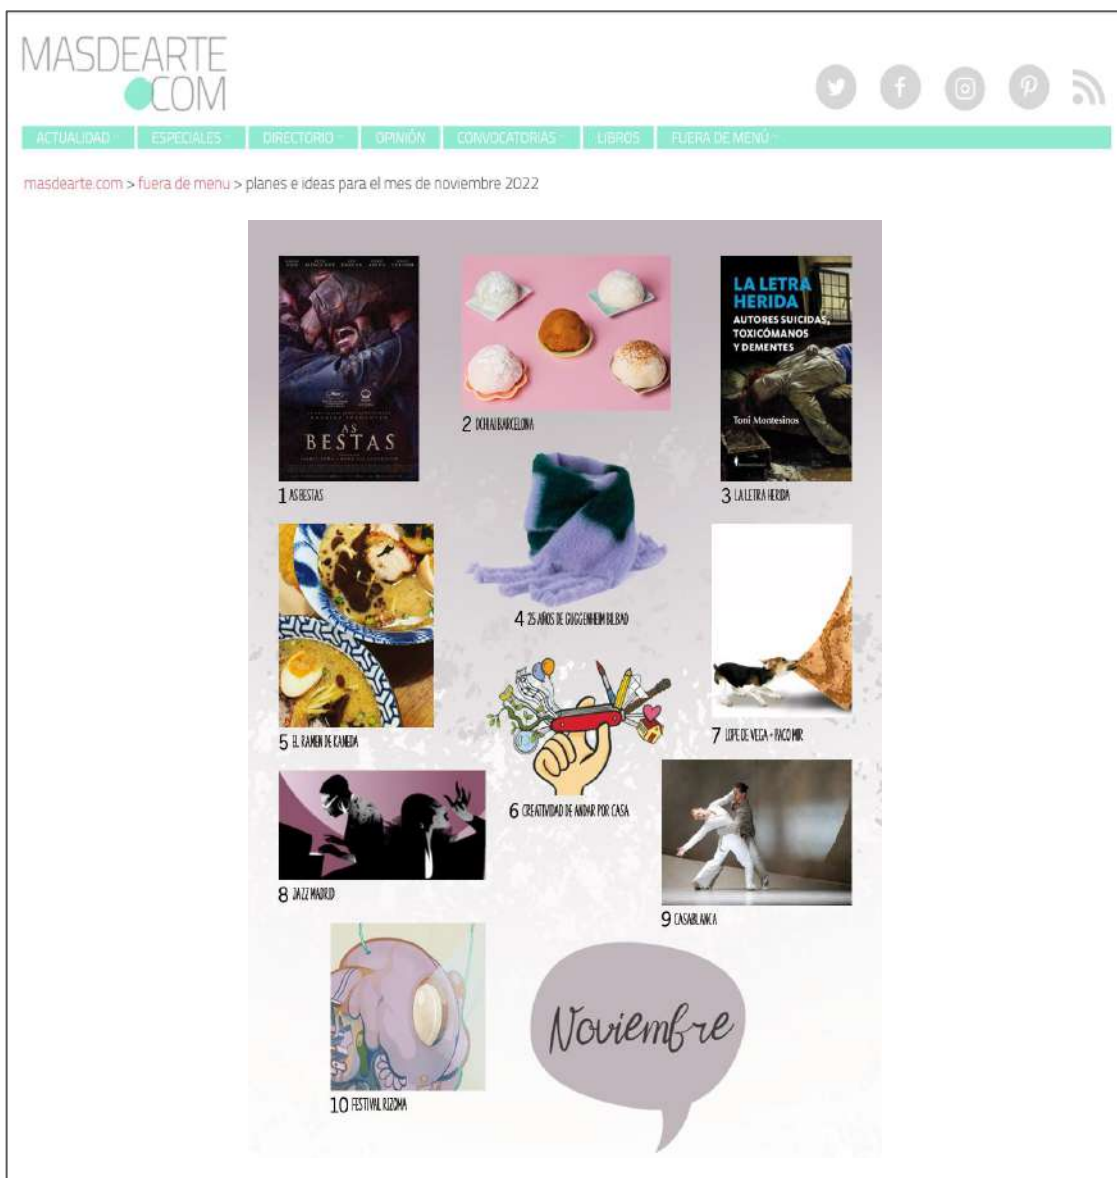 MASDEARTE
.COM
ACTUALIDAD ESPECIALES DIRECTORIO OPINIÓN CONVOCATORIAS LIBROS FUERA DE MENÚ
masdearte.com > fuera de menu > planes e ideas para el mes de noviembre 2022
AS
BESTAS
1 AS BESTAS
2 DCHIAI BARCELONA
LA LETRA
HERIDA
AUTORES SUICIDAS,
TOXICÓMANOS
Y DEMENTES
Toni Montesinos
3 LA LETRA HERIDA
4 25 AÑOS DE GUGGENHEIM BILBAO
5 EL RAMEN DE KANEDA
6 CREATIVIDAD DE ANDAR POR CASA
7 LOPE DE VEGA + PACO MIR
8 JAZZ MADRID
9 CASABLANCA
10 FESTIVAL RIZOMA
Noviembre